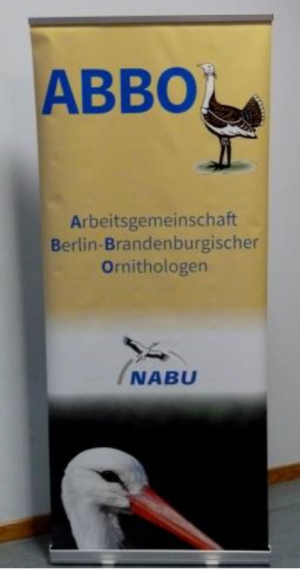 ABBO
Arbeitsgemeinschaft
Berlin-Brandenburgischer
Ornithologen
NABU